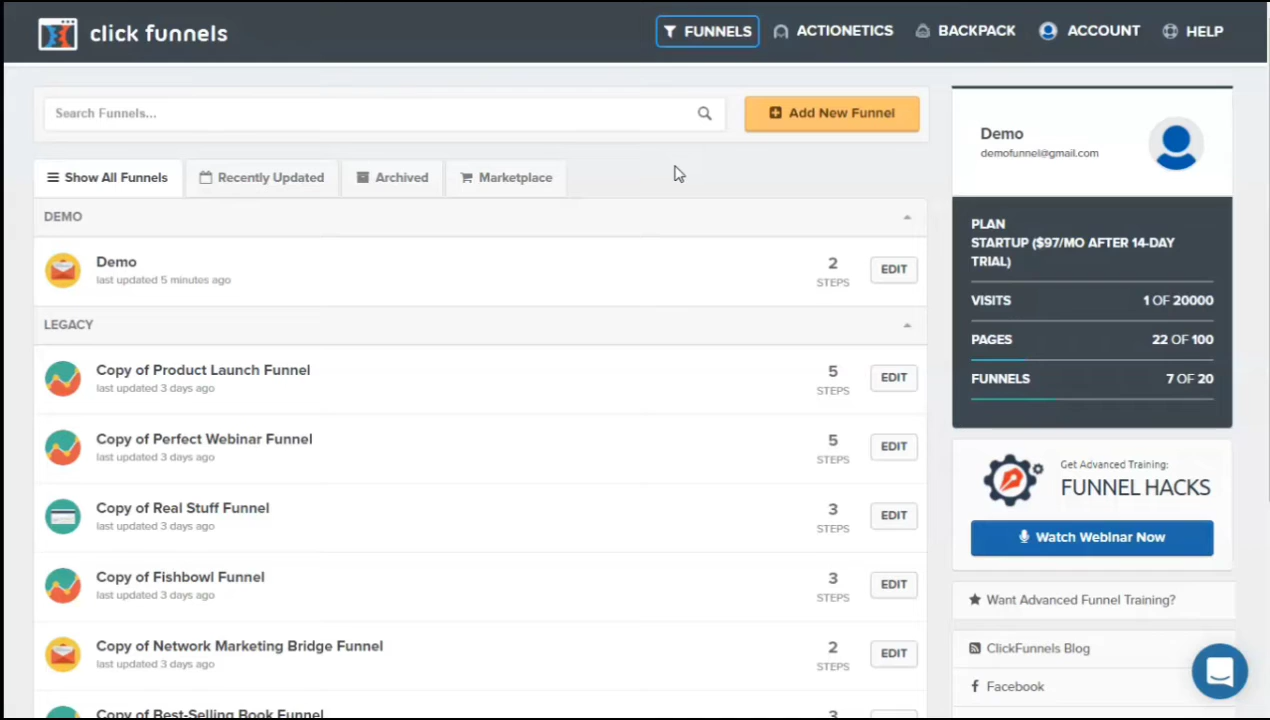 click funnels
FUNNELS
ACTIONETICS
BACKPACK
ACCOUNT
HELP
Search Funnels...
Add New Funnel
Show All Funnels
Recently Updated
Archived
Marketplace
DEMO
Demo
last updated 5 minutes ago
2
STEPS
EDIT
LEGACY
Copy of Product Launch Funnel
last updated 3 days ago
5
STEPS
EDIT
Copy of Perfect Webinar Funnel
last updated 3 days ago
5
STEPS
EDIT
Copy of Real Stuff Funnel
last updated 3 days ago
3
STEPS
EDIT
Copy of Fishbowl Funnel
last updated 3 days ago
3
STEPS
EDIT
Copy of Network Marketing Bridge Funnel
last updated 3 days ago
2
STEPS
EDIT
Copy of Best-Selling Book Funnel
3
Demo
demofunnel@gmail.com
PLAN
STARTUP ($97/MO AFTER 14-DAY
TRIAL)
VISITS 1 OF 20000
PAGES 22 OF 100
FUNNELS 7 OF 20
Get Advanced Training:
FUNNEL HACKS
Watch Webinar Now
Want Advanced Funnel Training?
ClickFunnels Blog
Facebook